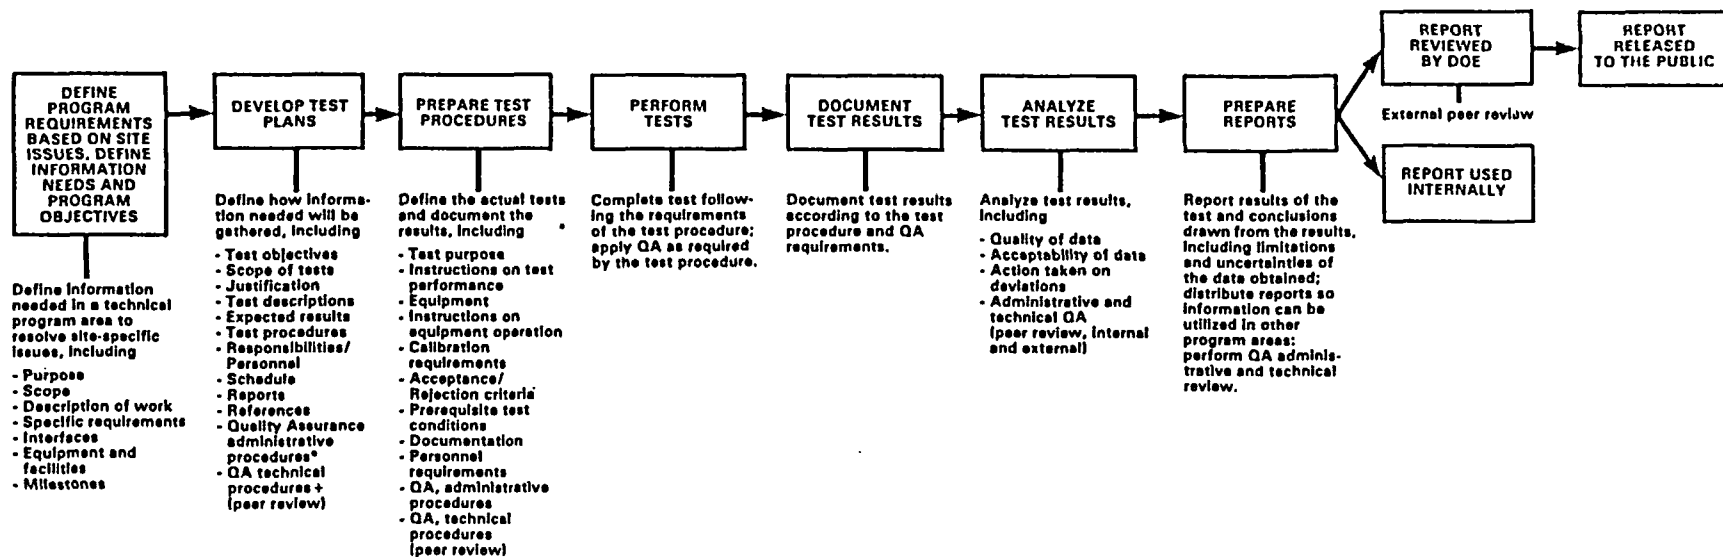 DEFINE
PROGRAM
REQUIREMENTS
BASED ON SITE
ISSUES. DEFINE
INFORMATION
NEEDS AND
PROGRAM
OBJECTIVES
Define Information
needed in a technical
program area to
resolve site-specific
issues, Including
- Purpose
- Scope
- Description of work
- Specific requirements
- Interfaces
- Equipment and
facilities
- Milestones
DEVELOP TEST
PLANS
Define how informa-
tion needed will be
gathered, Including
- Test objectives
- Scope of tests
- Justification
- Test descriptions
- Expected results
- Test procedures
- Responsibilities/
Personnel
- Schedule
- Reports
- References
- Quality Assurance
administrative
procedures*
- QA technical
procedures +
(peer review)
PREPARE TEST
PROCEDURES
Define the actual tests
and document the
results, Including
- Test purpose
- Instructions on test
performance
- Equipment
- Instructions on
equipment operation
- Calibration
requirements
- Acceptance/
Rejection criteria
- Prerequisite test
conditions
- Documentation
- Personnel
requirements
- QA, administrative
procedures
- QA, technical
procedures
(peer review)
PERFORM
TESTS
Complete test follow-
ing the requirements
of the test procedure;
apply QA as required
by the test procedure.
DOCUMENT
TEST RESULTS
Document test results
according to the test
procedure and QA
requirements.
ANALYZE
TEST RESULTS
Analyze test results,
Including
- Quality of data
- Acceptability of data
- Action taken on
deviations
- Administrative and
technical QA
(peer review, internal
and external)
PREPARE
REPORTS
Report results of the
test and conclusions
drawn from the results,
Including limitations
and uncertainties of
the data obtained;
distribute reports so
information can be
utilized in other
program areas;
perform QA adminis-
trative and technical
review.
REPORT
REVIEWED
BY DOE
External peer review
REPORT
RELEASED
TO THE PUBLIC
REPORT USED
INTERNALLY